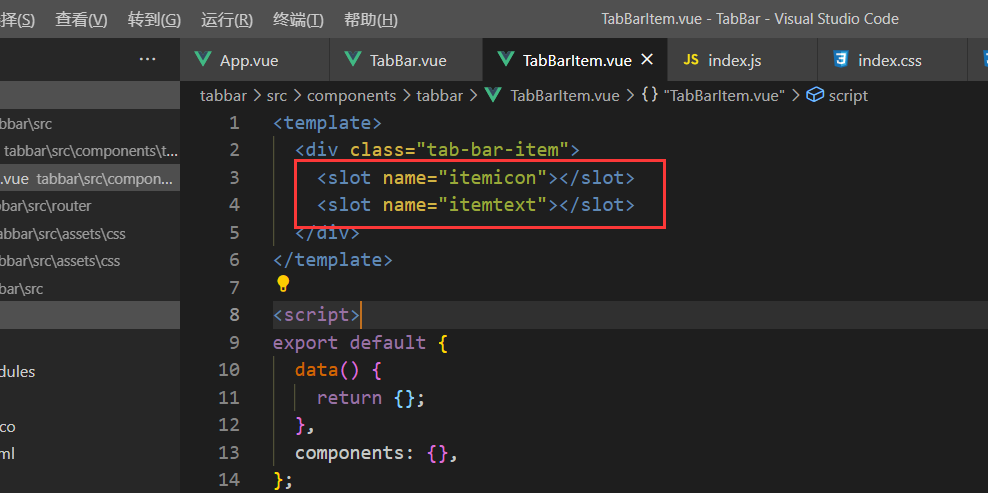 择(S) 查看(V) 转到(G) 运行(R) 终端(T) 帮助(H) TabBarItem.vue - TabBar - Visual Studio Code
··· App.vue TabBar.vue TabBarItem.vue × JS index.js index.css
tabbar > src > components > tabbar > TabBarItem.vue > {} "TabBarItem.vue" > script
bbar\src
tabbar\src\components\t...
.vue tabbar\src\compon...
bbar\src\router
abbar\src\assets\css
abbar\src\assets\css
bar\src
dules
co
ml
1 <template>
2 <div class="tab-bar-item">
3 <slot name="itemicon"></slot>
4 <slot name="itemtext"></slot>
5 </div>
6 </template>
7
8 <script>
9 export default {
10 data() {
11 return {};
12 },
13 components: {},
14 };